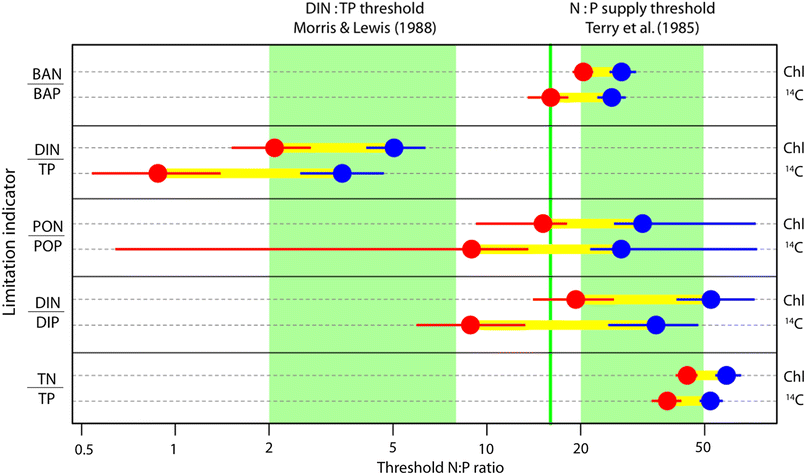 DIN : TP threshold
Morris & Lewis (1988)
N : P supply threshold
Terry et al. (1985)
Limitation indicator
BAN
BAP
Chl
¹⁴C
DIN
TP
Chl
¹⁴C
PON
POP
Chl
¹⁴C
DIN
DIP
Chl
¹⁴C
TN
TP
Chl
¹⁴C
0.5 1 2 5 10 20 50
Threshold N:P ratio